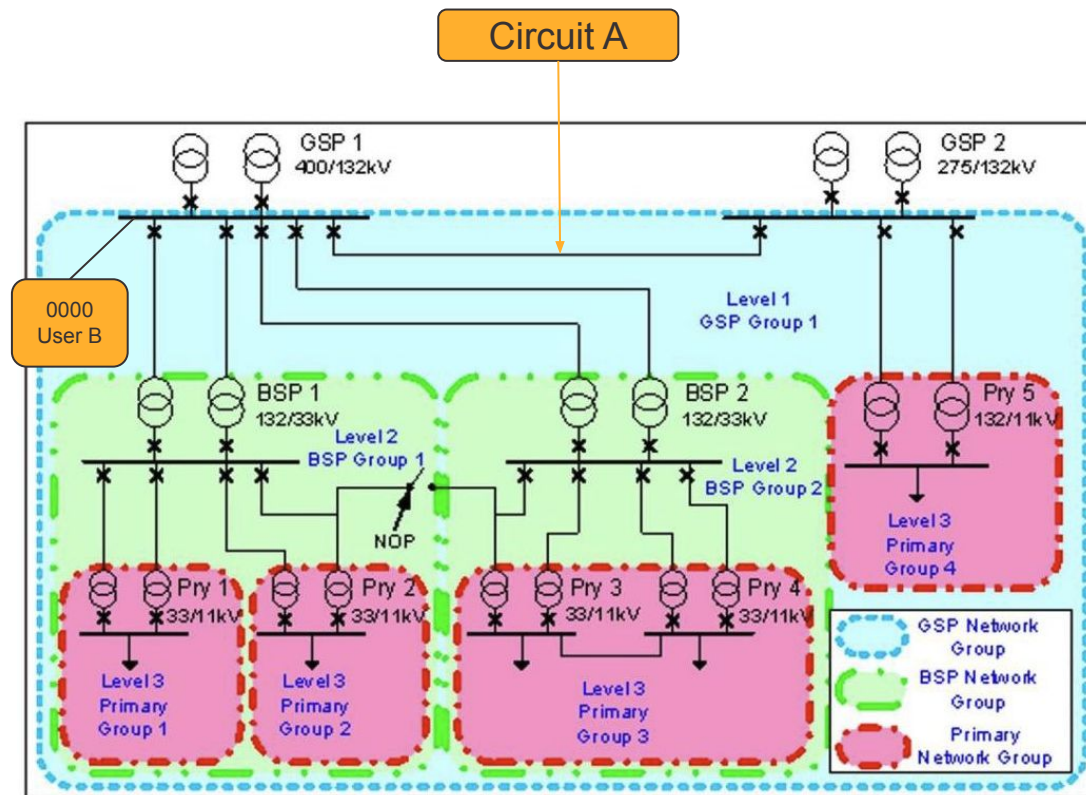 Circuit A
GSP 1
400/132kV
GSP 2
275/132kV
0000
User B
Level 1
GSP Group 1
BSP 1
132/33kV
Level 2
BSP Group 1
BSP 2
132/33kV
Level 2
BSP Group 2
Pry 5
132/11kV
Level 3
Primary
Group 4
NOP
Pry 1
33/11kV
Level 3
Primary
Group 1
Pry 2
33/11kV
Level 3
Primary
Group 2
Pry 3
33/11kV
Pry 4
33/11kV
Level 3
Primary
Group 3
GSP Network
Group
BSP Network
Group
Primary
Network Group